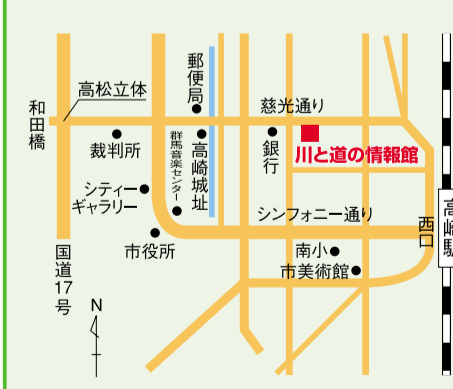 郵便局
高松立体
慈光通り
和田橋
裁判所
群馬音楽センター
高崎城址
銀行
川と道の情報館
シティー
ギャラリー
シンフォニー通り
西口
高崎駅
市役所
南小
市美術館
国道17号
N